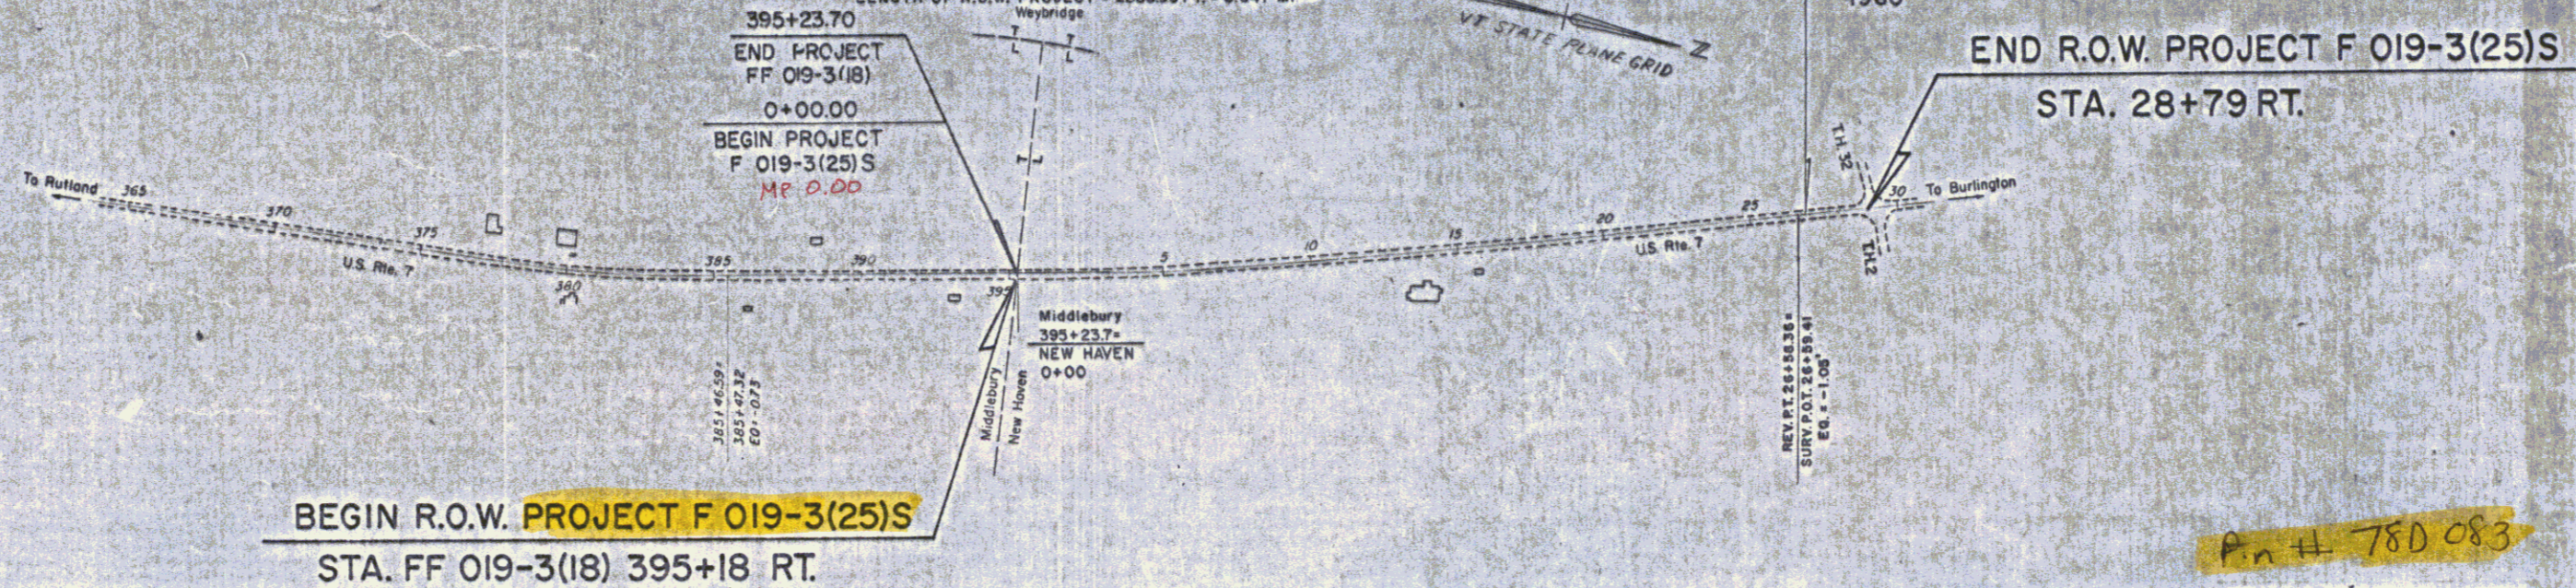 395+23.70
END PROJECT
FF 019-3(18)
0+00.00
BEGIN PROJECT
F 019-3(25)S
MP 0.00
Weybridge
T
L
T
L
T L
VT STATE PLANE GRID
Z
END R.O.W. PROJECT F 019-3(25)S
STA. 28+79 RT.
To Rutland
365
370
375
380
385
390
395
5
10
15
20
25
30
To Burlington
U.S. Rte. 7
U.S. Rte. 7
T.H. 32
T.H.2
Middlebury
395+23.7=
NEW HAVEN
0+00
385+46.59=
385+47.32
EQ = -0.73
Middlebury
New Haven
REV. P.T. 26+58.36=
SURV. P.O.T. 26+59.41
EQ. = -1.05'
BEGIN R.O.W. PROJECT F 019-3(25)S
STA. FF 019-3(18) 395+18 RT.
Pin # 78D 083